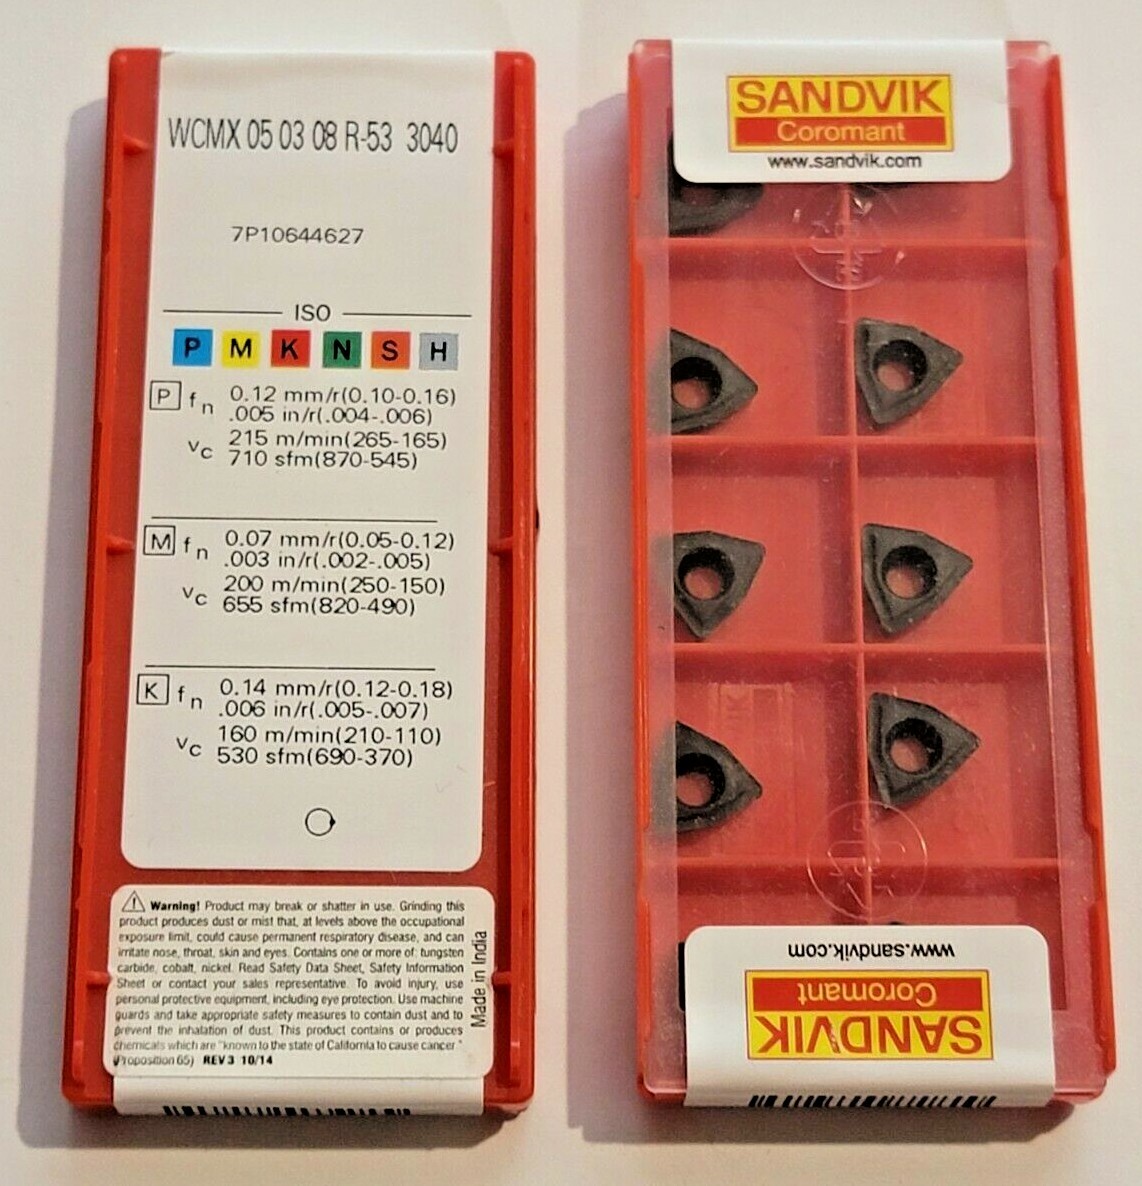 WCMX 05 03 08 R-53 3040
7P10644627
ISO
P M K N S H
P fn 0.12 mm/r(0.10-0.16)
.005 in/r(.004-.006)
vc 215 m/min(265-165)
710 sfm(870-545)
M fn 0.07 mm/r(0.05-0.12)
.003 in/r(.002-.005)
vc 200 m/min(250-150)
655 sfm(820-490)
K fn 0.14 mm/r(0.12-0.18)
.006 in/r(.005-.007)
vc 160 m/min(210-110)
530 sfm(690-370)
Warning! Product may break or shatter in use. Grinding this
product produces dust or mist that, at levels above the occupational
exposure limit, could cause permanent respiratory disease, and can
irritate nose, throat, skin and eyes. Contains one or more of: tungsten
carbide, cobalt, nickel. Read Safety Data Sheet, Safety Information
Sheet or contact your sales representative. To avoid injury, use
personal protective equipment, including eye protection. Use machine
guards and take appropriate safety measures to contain dust and to
prevent the inhalation of dust. This product contains or produces
chemicals which are "known to the state of California to cause cancer."
(Proposition 65) REV 3 10/14
Made in India
SANDVIK
Coromant
www.sandvik.com
www.sandvik.com
Coromant
SANDVIK